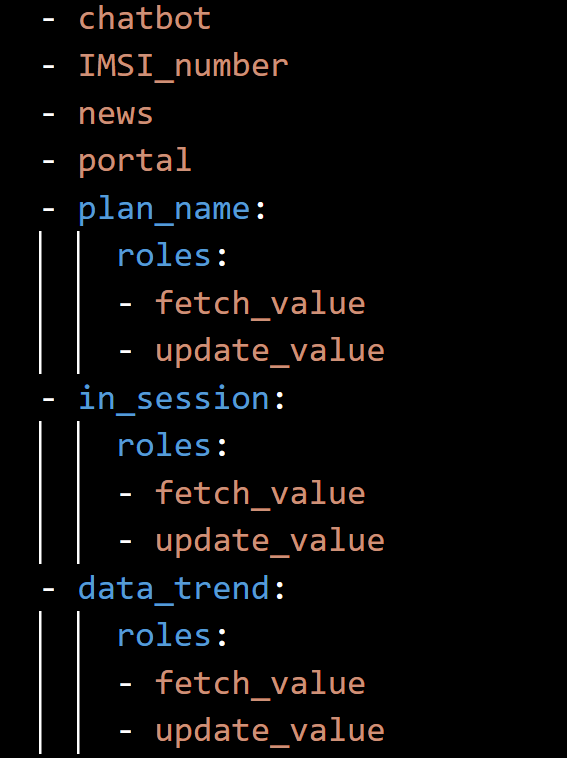 - chatbot
- IMSI_number
- news
- portal
- plan_name:
roles:
- fetch_value
- update_value
- in_session:
roles:
- fetch_value
- update_value
- data_trend:
roles:
- fetch_value
- update_value